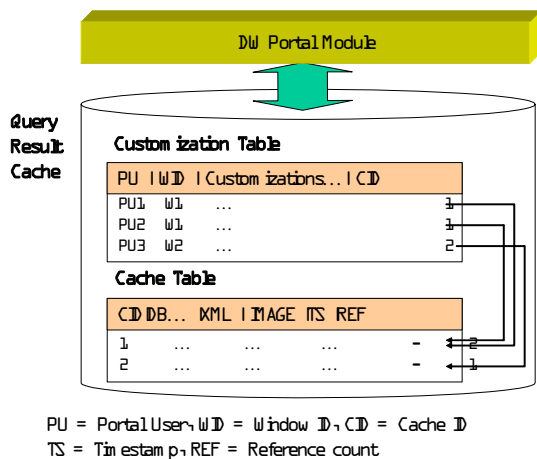 DW Portal Module
Query
Result
Cache
Customization Table
PU | WID | Customizations... | CID
PU1 W1 ... 1
PU2 W1 ... 1
PU3 W2 ... 2
Cache Table
CID|DB... |XML | IMAGE |TS REF
1 ... ... ... - 2
2 ... ... ... - 1
PU = Portal User, WID = Window ID, CID = Cache ID
TS = Timestamp, REF = Reference count